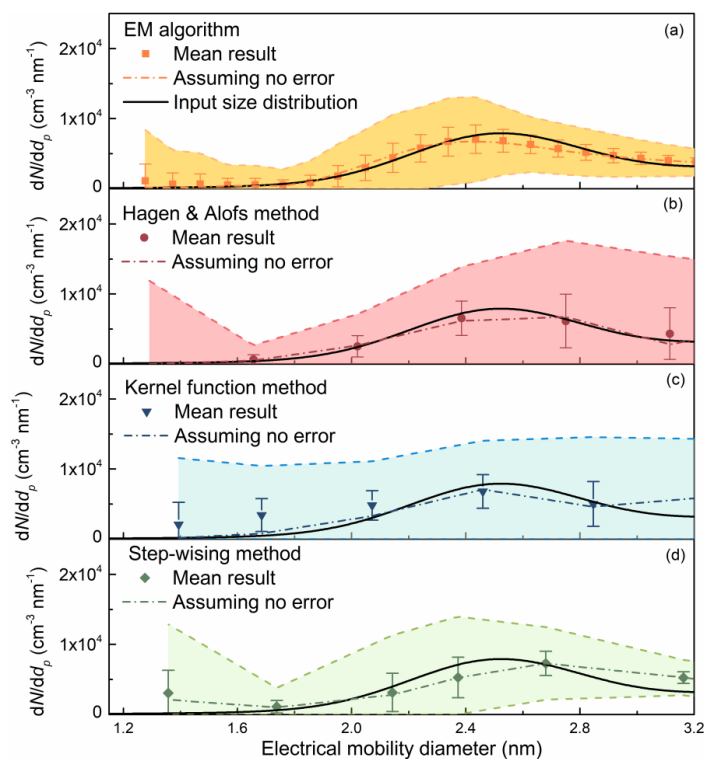 EM algorithm
(a)
Mean result
Assuming no error
Input size distribution
2x10⁴
1x10⁴
0
dN/ddₚ (cm⁻³ nm⁻¹)
Hagen & Alofs method
(b)
Mean result
Assuming no error
2x10⁴
1x10⁴
0
dN/ddₚ (cm⁻³ nm⁻¹)
Kernel function method
(c)
Mean result
Assuming no error
2x10⁴
1x10⁴
0
dN/ddₚ (cm⁻³ nm⁻¹)
Step-wising method
(d)
Mean result
Assuming no error
2x10⁴
1x10⁴
0
dN/ddₚ (cm⁻³ nm⁻¹)
1.2 1.6 2.0 2.4 2.8 3.2
Electrical mobility diameter (nm)